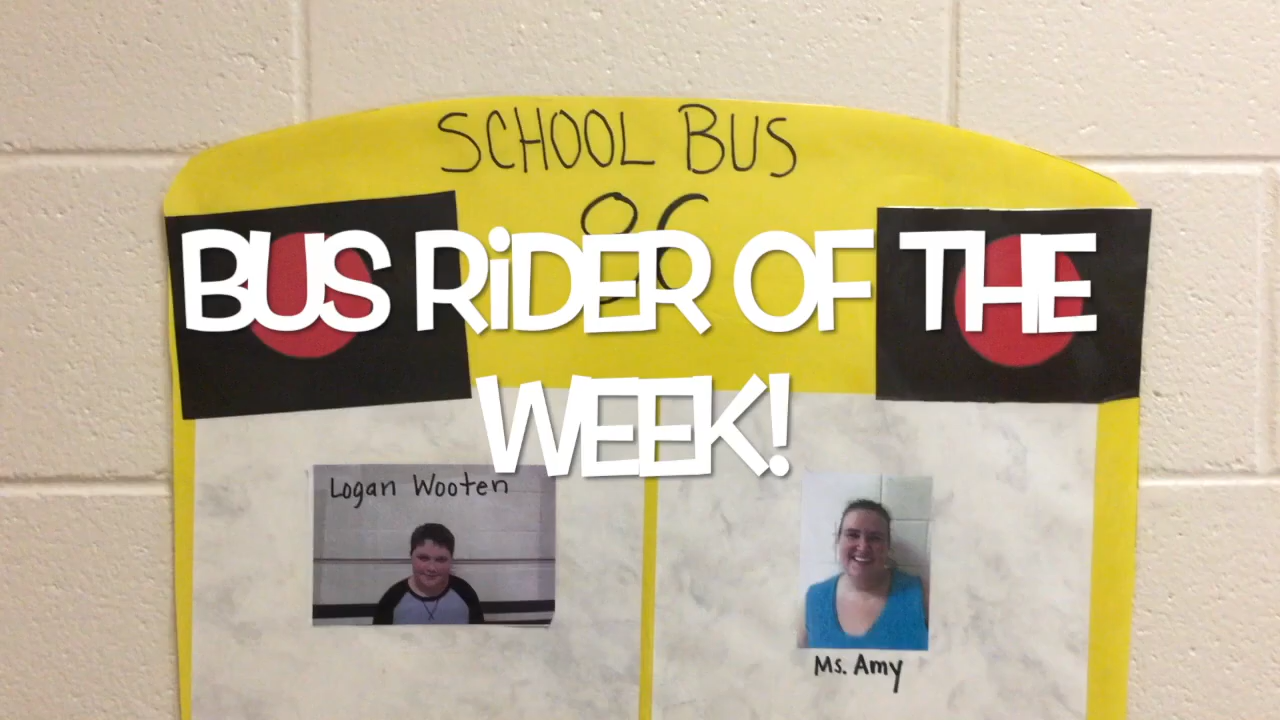 SCHOOL BUS
BUS RiDER OF THE
WEEK!
Logan Wooten
Ms. Amy